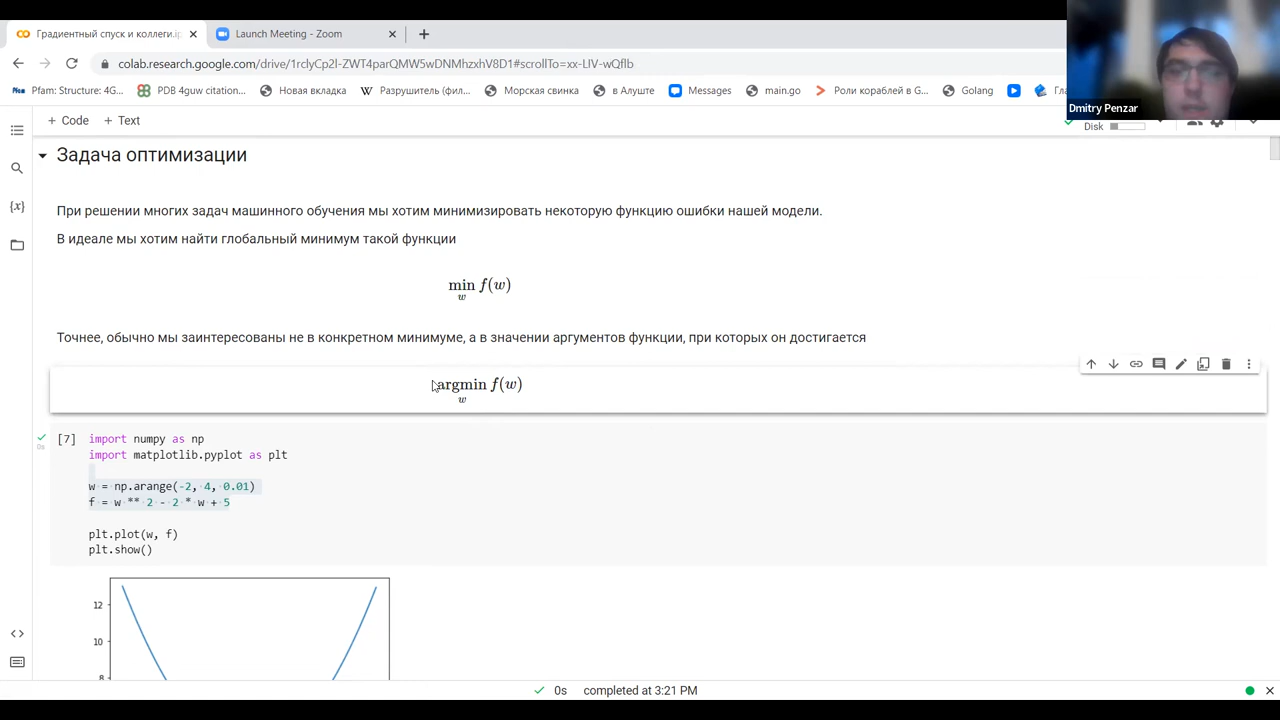 Градиентный спуск и коллеги.ip
Launch Meeting - Zoom
colab.research.google.com/drive/1rclyCp2I-ZWT4parQMW5wDNMhzxhV8D1#scrollTo=xx-LIV-wQflb
Pfam: Structure: 4G...
PDB 4guw citation...
Новая вкладка
Разрушитель (фил...
Морская свинка
в Алуште
Messages
main.go
Роли кораблей в G...
Golang
Dmitry Penzar
+ Code + Text
Disk
Задача оптимизации
При решении многих задач машинного обучения мы хотим минимизировать некоторую функцию ошибки нашей модели.
В идеале мы хотим найти глобальный минимум такой функции
min f(w)
w
Точнее, обычно мы заинтересованы не в конкретном минимуме, а в значении аргументов функции, при которых он достигается
argmin f(w)
w
[7] import numpy as np
import matplotlib.pyplot as plt
w = np.arange(-2, 4, 0.01)
f = w ** 2 - 2 * w + 5
plt.plot(w, f)
plt.show()
0s
12
10
8
0s completed at 3:21 PM